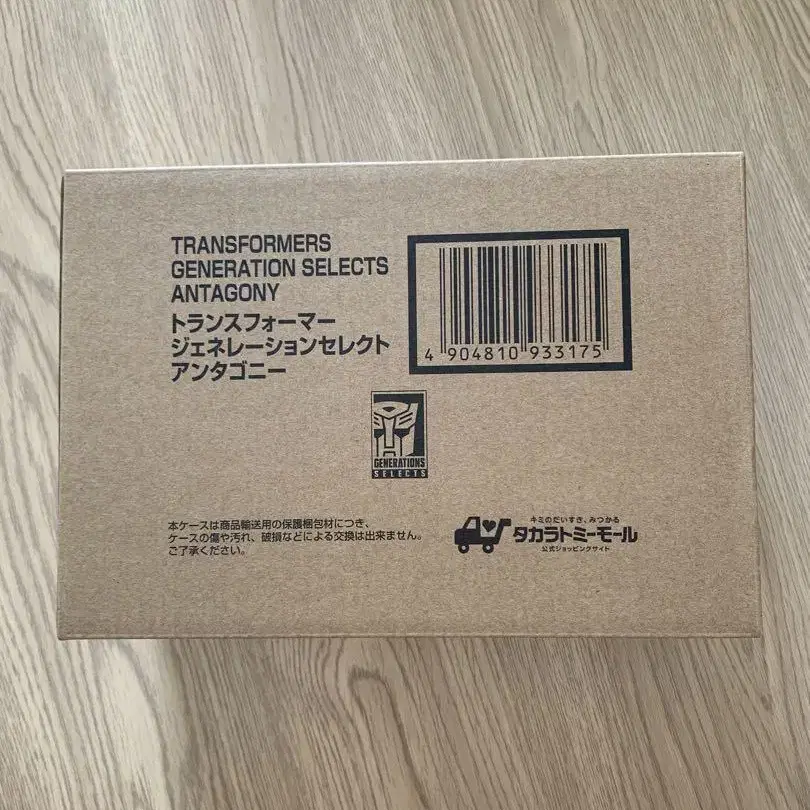 TRANSFORMERS
GENERATION SELECTS
ANTAGONY
トランスフォーマー
ジェネレーションセレクト
アンタゴニー
4 904810 933175
GENERATIONS
SELECTS
本ケースは商品輸送用の保護梱包材につき、
ケースの傷や汚れ、破損などによる交換は出来ません。
ご了承ください。
キミのだいすき、みつかる
タカラトミーモール
公式ショッピングサイト